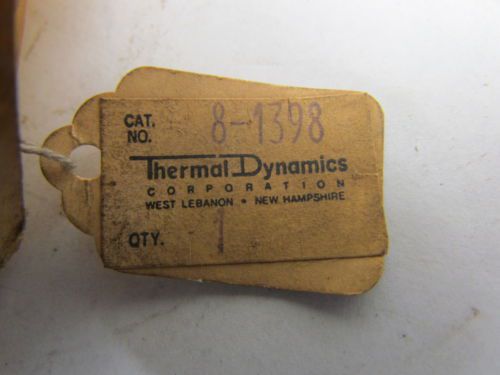 CAT. NO. 8-1398
Thermal Dynamics
CORPORATION
WEST LEBANON • NEW HAMPSHIRE
QTY. 1